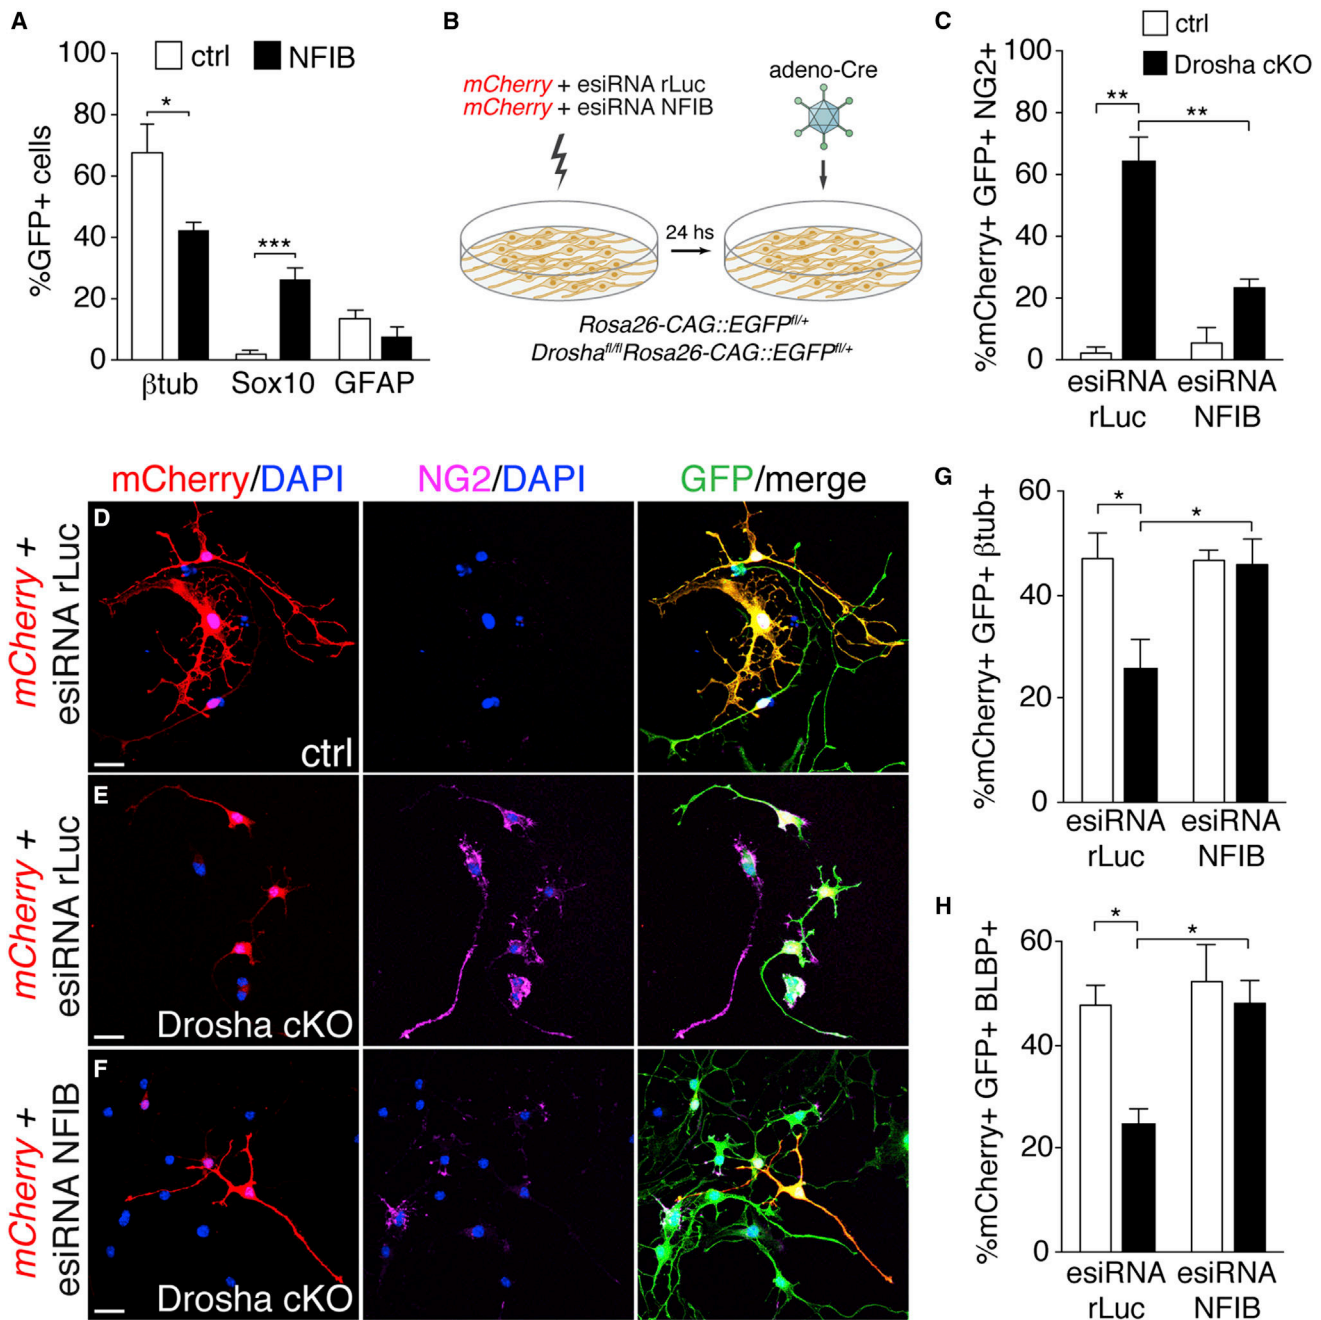 A
100
80
60
40
20
0
%GFP+ cells
ctrl
NFIB
*
***
βtub
Sox10
GFAP
B
mCherry + esiRNA rLuc
mCherry + esiRNA NFIB
adeno-Cre
24 hs
Rosa26-CAG::EGFPfl/+
Droshafl/fl Rosa26-CAG::EGFPfl/+
C
ctrl
Drosha cKO
%mCherry+ GFP+ NG2+
100
80
60
40
20
0
**
**
esiRNA
rLuc
esiRNA
NFIB
mCherry/DAPI
NG2/DAPI
GFP/merge
mCherry +
esiRNA rLuc
D
ctrl
mCherry +
esiRNA rLuc
E
Drosha cKO
mCherry +
esiRNA NFIB
F
Drosha cKO
G
%mCherry+ GFP+ βtub+
60
40
20
0
*
*
esiRNA
rLuc
esiRNA
NFIB
H
%mCherry+ GFP+ BLBP+
60
40
20
0
*
*
esiRNA
rLuc
esiRNA
NFIB